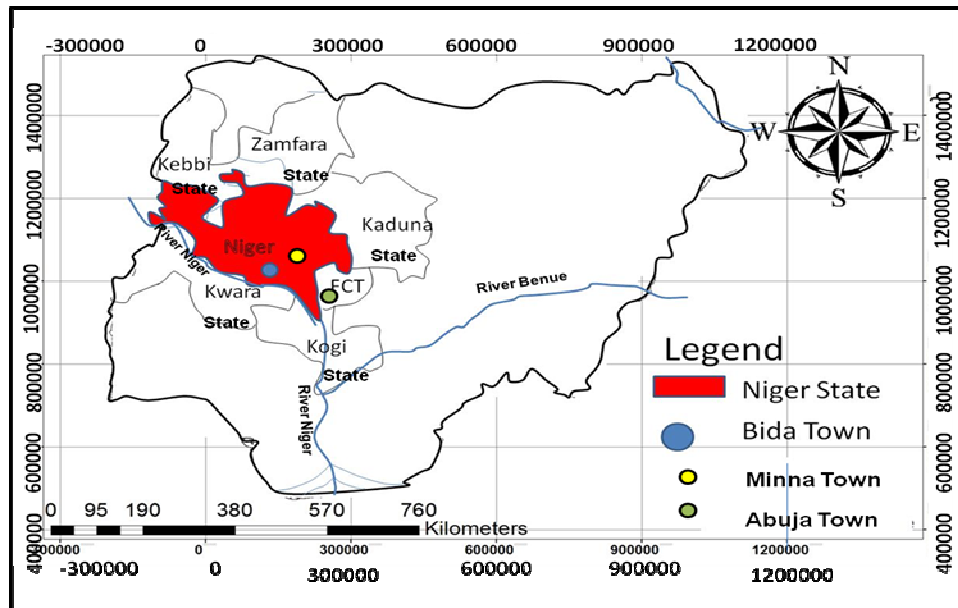 -300000 0 300000 600000 900000 1200000
N
W E
S
1400000 1400000
Zamfara
Kebbi
State
State
1200000 1200000
Kaduna
River Niger
Niger
State
1000000 1000000
FCT
River Benue
Kwara
State
Kogi
State
800000 800000
River Niger
Legend
Niger State
Bida Town
Minna Town
Abuja Town
600000 600000
0 95 190 380 570 760
Kilometers
400000 400000
-300000 0 300000 600000 900000 1200000
-300000 0 300000 600000 900000 1200000